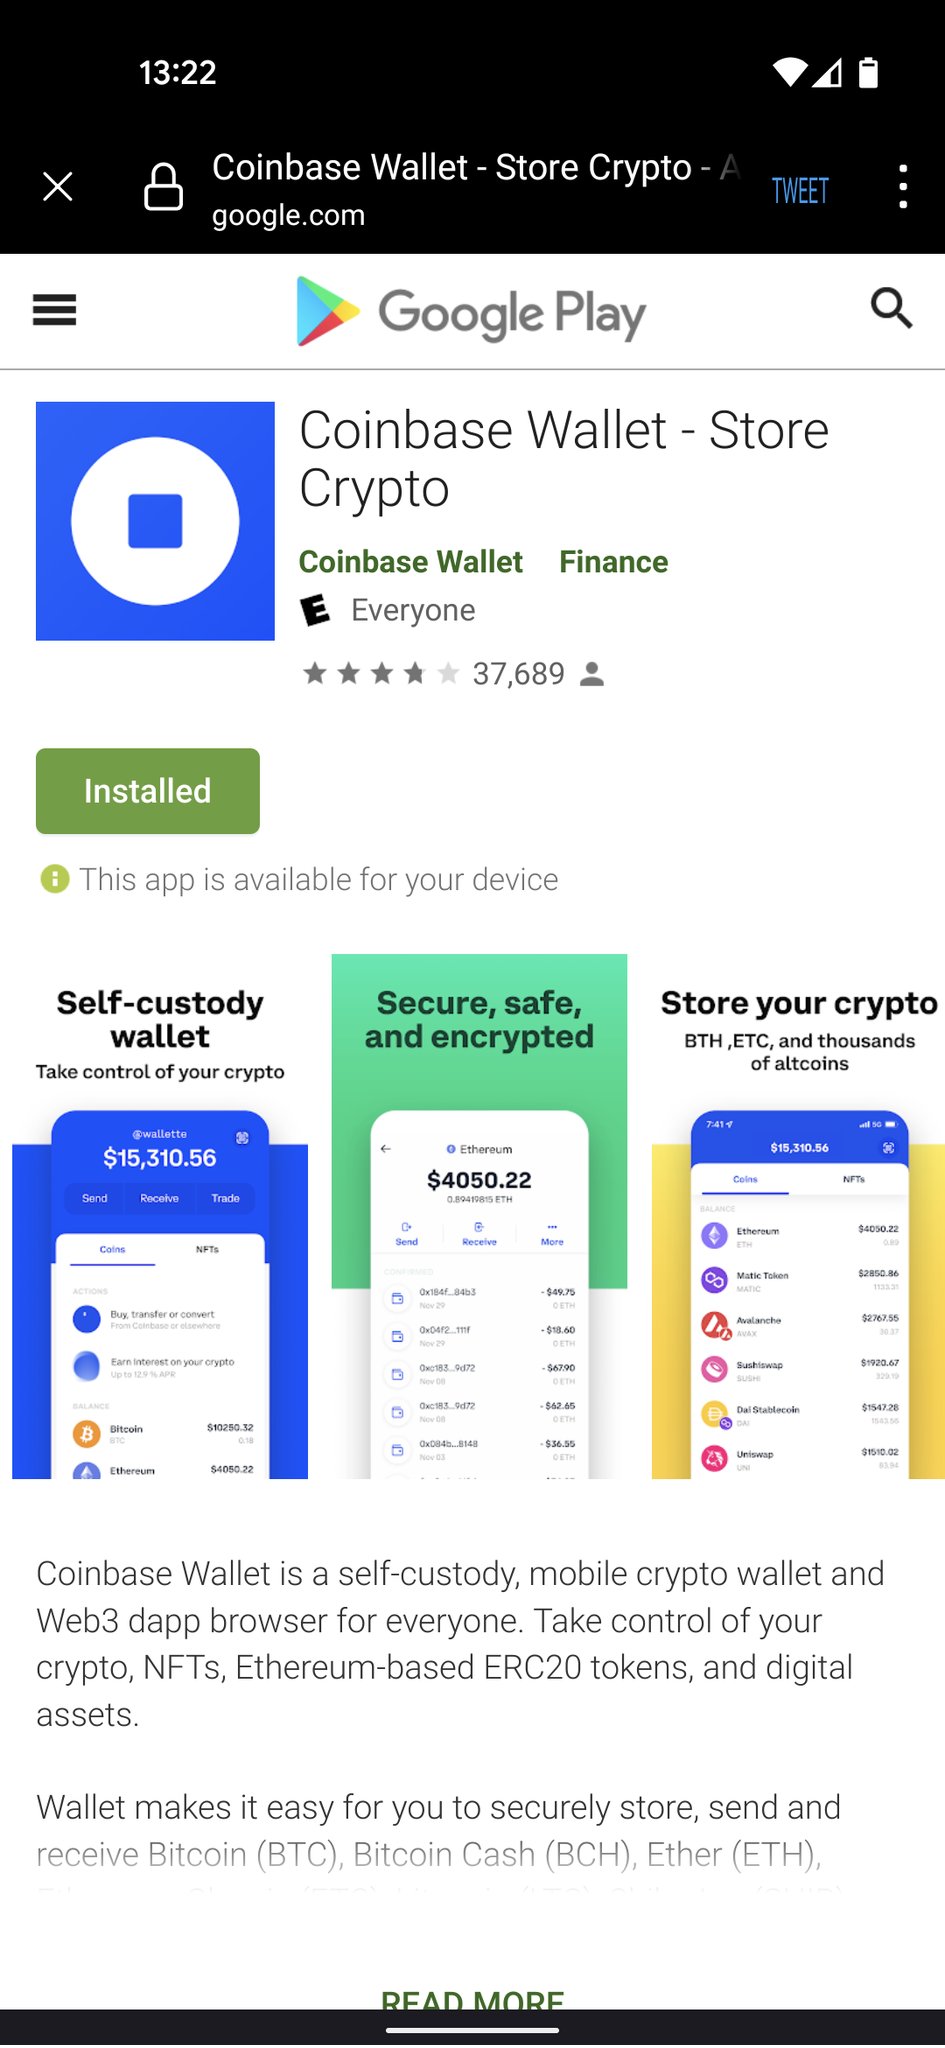 13:22
Coinbase Wallet - Store Crypto - A
google.com
TWEET
Google Play
Coinbase Wallet - Store
Crypto
Coinbase Wallet Finance
E Everyone
37,689
Installed
This app is available for your device
Self-custody
wallet
Take control of your crypto
@wallette
$15,310.56
Send Receive Trade
Coins NFTs
ACTIONS
Buy, transfer or convert
From Coinbase or elsewhere
Earn Interest on your crypto
Up to 12.9 % APR
BALANCE
Bitcoin $10250.32
BTC 0.18
Ethereum $4050.22
Secure, safe,
and encrypted
Ethereum
$4050.22
0.89419815 ETH
Send Receive More
CONFIRMED
0x184f...84b3 - $49.75
Nov 29 0 ETH
0x04f2...111f - $18.60
Nov 29 0 ETH
0xc183...9d72 - $67.90
Nov 08 0 ETH
0xc183...9d72 - $62.65
Nov 08 0 ETH
0x084b...8148 - $36.55
Nov 03 0 ETH
Store your crypto
BTH ,ETC, and thousands
of altcoins
7:41 5G
$15,310.56
Coins NFTs
BALANCE
Ethereum $4050.22
ETH 0.89
Matic Token $2850.86
MATIC 1133.31
Avalanche $2767.55
AVAX 30.37
Sushiswap $1920.67
SUSHI 329.19
Dai Stablecoin $1547.28
DAI 1543.56
Uniswap $1510.02
UNI 83.94
Coinbase Wallet is a self-custody, mobile crypto wallet and
Web3 dapp browser for everyone. Take control of your
crypto, NFTs, Ethereum-based ERC20 tokens, and digital
assets.
Wallet makes it easy for you to securely store, send and
receive Bitcoin (BTC), Bitcoin Cash (BCH), Ether (ETH),
READ MORE